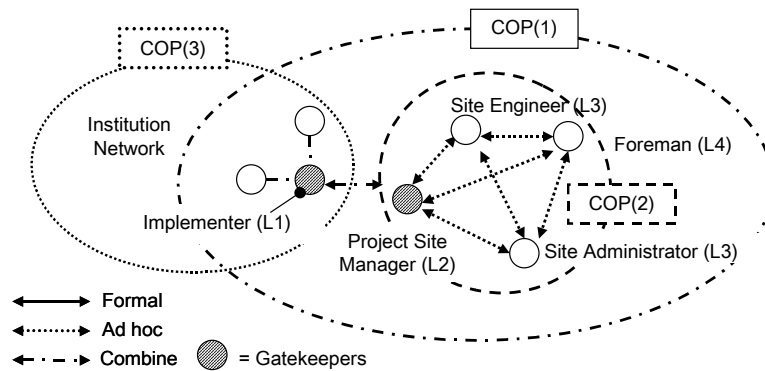 COP(1)
COP(3)
Site Engineer (L3)
Institution
Network
Foreman (L4)
COP(2)
Implementer (L1)
Project Site
Manager (L2)
Site Administrator (L3)
Formal
Ad hoc
Combine
= Gatekeepers